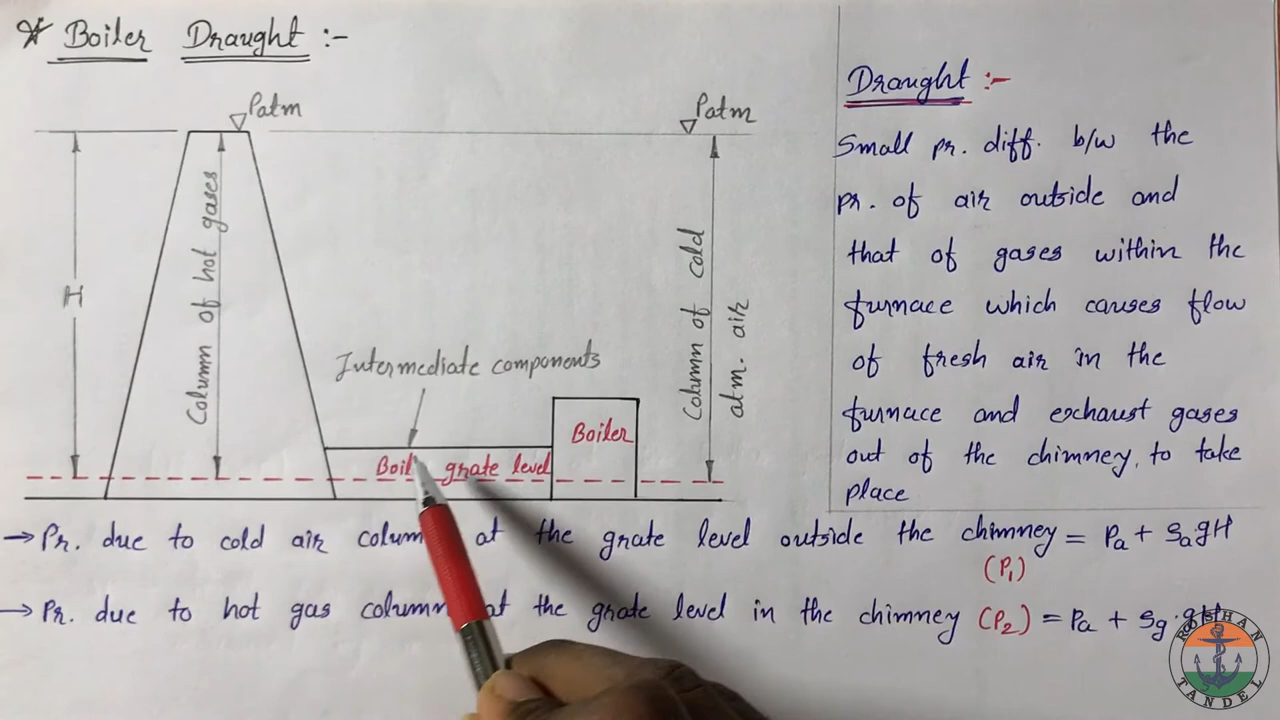 * Boiler Draught :-
Patm
Patm
H
Column of hot gases
Column of cold
atm. air
Intermediate components
Boiler
grate level
Draught :-
Small pr. diff. b/w the
pr. of air outside and
that of gases within the
furnace which causes flow
of fresh air in the
furnace and exhaust gases
out of the chimney, to take
place
→ Pr. due to cold air column at the grate level outside the chimney = Pa + ρagH
(P1)
→ Pr. due to hot gas column at the grate level in the chimney (P2) = Pa + ρg.gH
ROSHAN
TANDEL